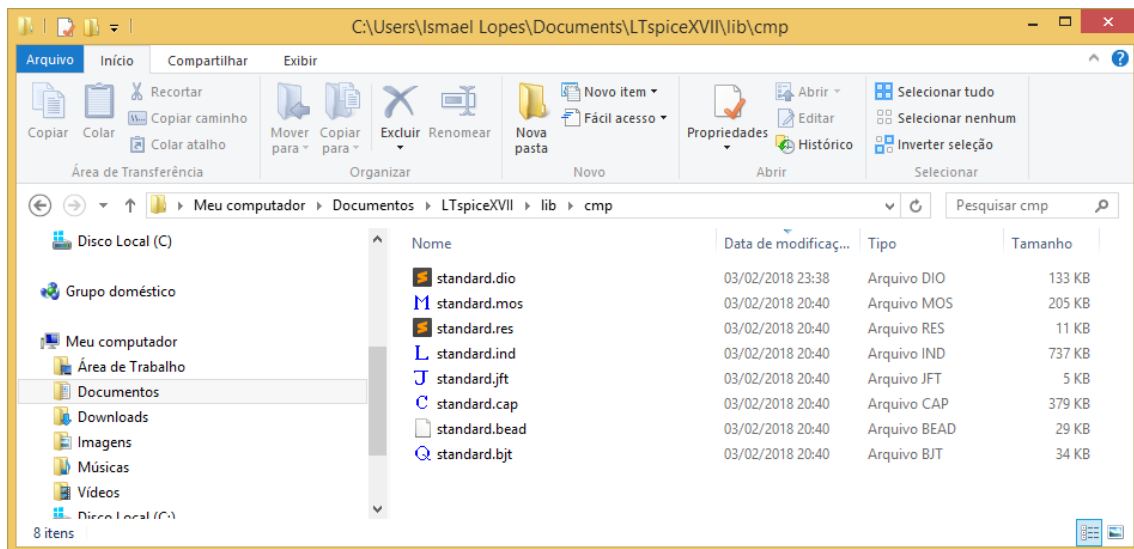 C:\Users\Ismael Lopes\Documents\LTspiceXVII\lib\cmp
Arquivo Início Compartilhar Exibir
Copiar
Colar
Recortar
Copiar caminho
Colar atalho
Área de Transferência
Mover para
Copiar para
Excluir
Renomear
Organizar
Nova pasta
Novo item
Fácil acesso
Novo
Propriedades
Abrir
Editar
Histórico
Abrir
Selecionar tudo
Selecionar nenhum
Inverter seleção
Selecionar
Meu computador Documentos LTspiceXVII lib cmp
Pesquisar cmp
Disco Local (C)
Grupo doméstico
Meu computador
Área de Trabalho
Documentos
Downloads
Imagens
Músicas
Vídeos
Disco Local (C:)
Nome Data de modificaç... Tipo Tamanho
standard.dio 03/02/2018 23:38 Arquivo DIO 133 KB
M standard.mos 03/02/2018 20:40 Arquivo MOS 205 KB
standard.res 03/02/2018 20:40 Arquivo RES 11 KB
L standard.ind 03/02/2018 20:40 Arquivo IND 737 KB
J standard.jft 03/02/2018 20:40 Arquivo JFT 5 KB
C standard.cap 03/02/2018 20:40 Arquivo CAP 379 KB
standard.bead 03/02/2018 20:40 Arquivo BEAD 29 KB
Q standard.bjt 03/02/2018 20:40 Arquivo BJT 34 KB
8 itens